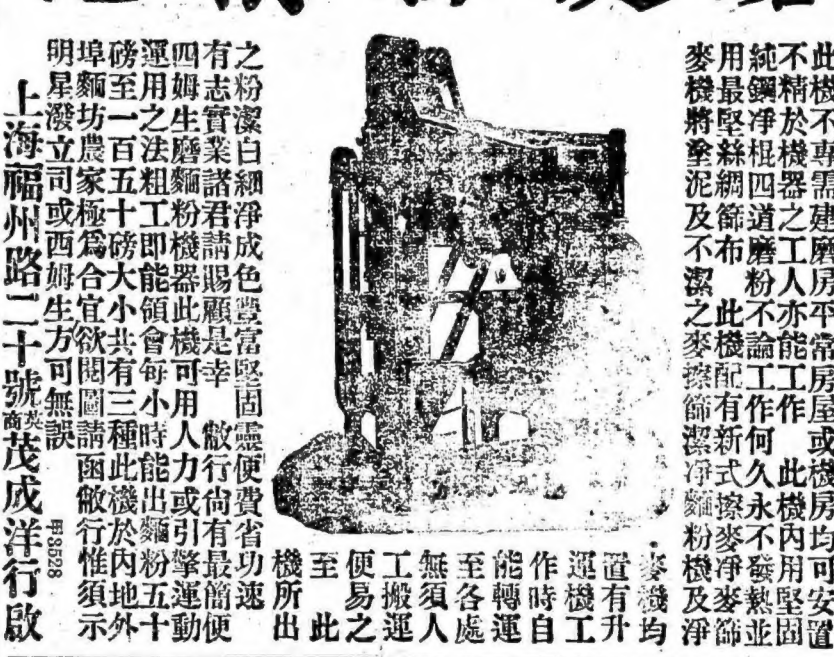 此機不專需建磨房平常房屋或機房均可安置
不精於機器之工人亦能工作　此機內用堅固
純鋼淨棍四道磨粉不論工作何久永不發熱並
用最堅絲綢篩布　此機配有新式擦麥淨麥篩
麥機將塗泥及不潔之麥擦篩潔淨麵粉機及淨
麥機均
置有升
運機工
作時自
能轉運
至各處
無須人
工搬運
便易之
至　此
機所出
之粉潔白細淨成色豐富堅固靈便費省功速
有志實業諸君請賜顧是幸　敝行尚有最簡便
四姆生磨麵粉機器此機可用人力或引擎運動
運用之法粗工即能領會每小時能出麵粉五十
磅至一百五十磅大小共有三種此機於內地外
埠麵坊農家極爲合宜欲閱圖請函敝行惟須示
明星潑立司或西姆生方可無誤
上海福州路二十號英商茂成洋行啟
甲3528